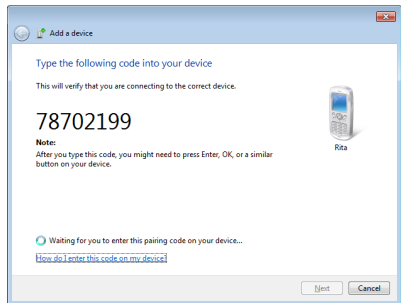 Add a device
Type the following code into your device
This will verify that you are connecting to the correct device.
78702199
Note:
After you type this code, you might need to press Enter, OK, or a similar
button on your device.
Rita
Waiting for you to enter this pairing code on your device...
How do I enter this code on my device?
Next Cancel